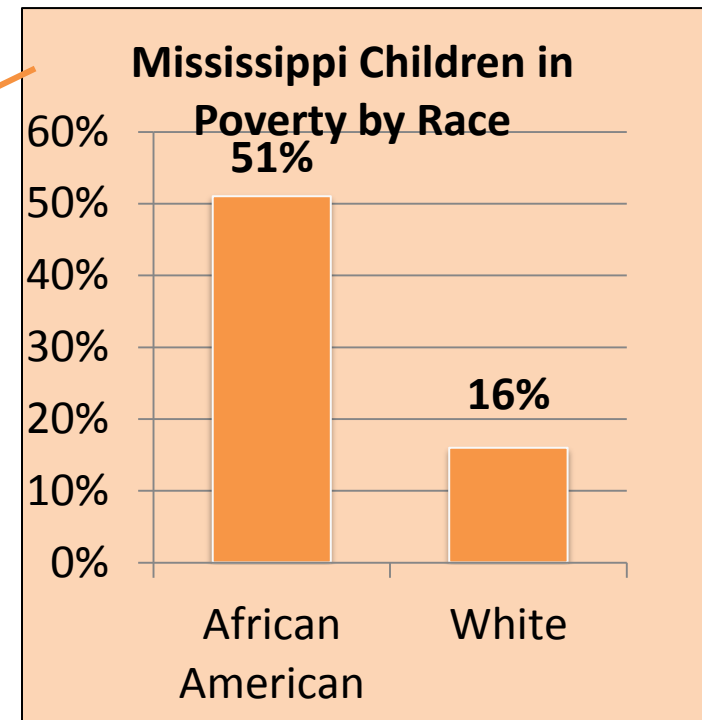 Mississippi Children in
Poverty by Race
60%
51%
50%
40%
30%
16%
20%
10%
0%
African
American
White